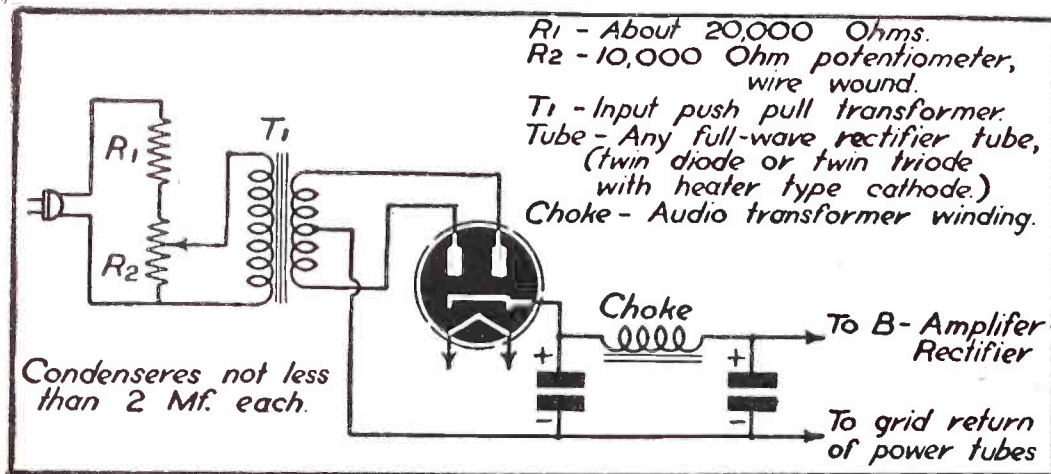 R1 - About 20,000 Ohms.
R2 - 10,000 Ohm potentiometer,
wire wound.
T1 - Input push pull transformer.
Tube - Any full-wave rectifier tube,
(twin diode or twin triode
with heater type cathode.)
Choke - Audio transformer winding.
R1
T1
R2
Choke
+
-
+
-
To B- Amplifer
Rectifier
To grid return
of power tubes
Condenseres not less
than 2 Mf. each.